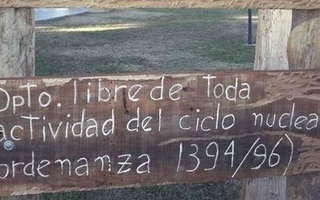 Dpto. libre de Toda
actividad del ciclo nuclea
ordenanza 1394/96)